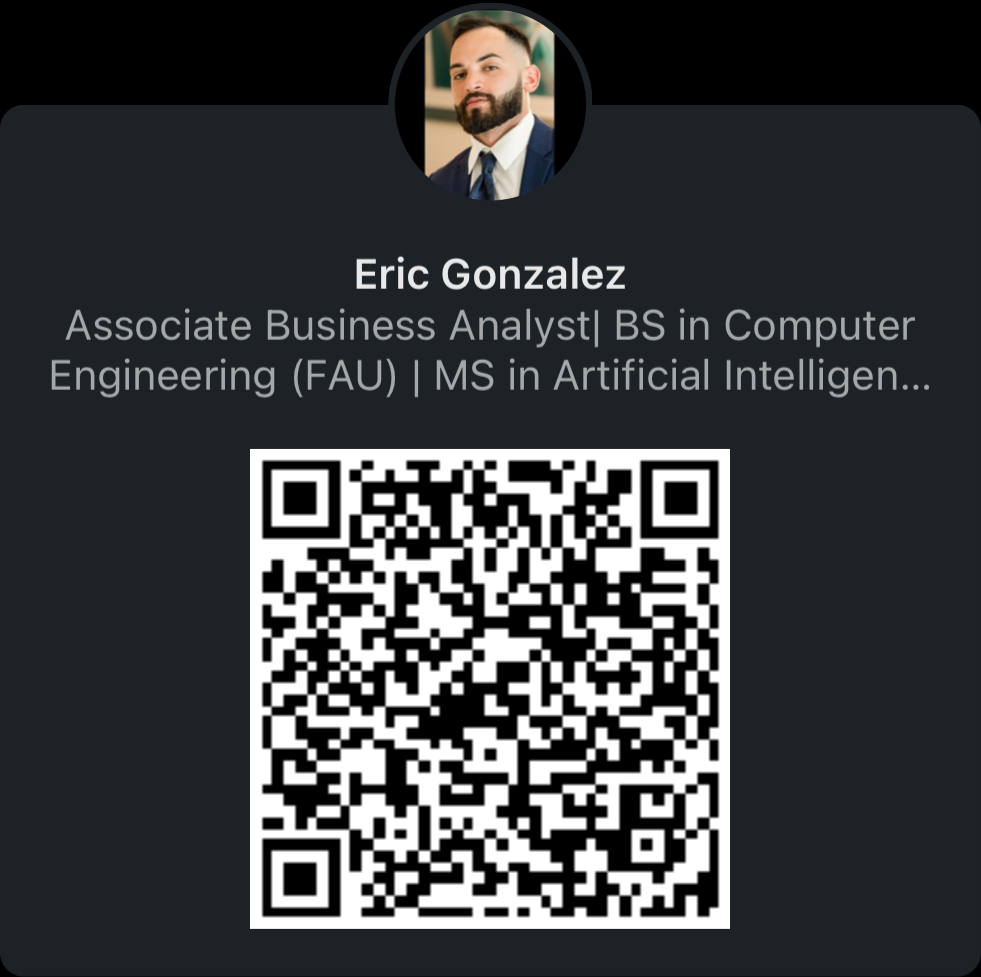 Eric Gonzalez
Associate Business Analyst| BS in Computer
Engineering (FAU) | MS in Artificial Intelligen...